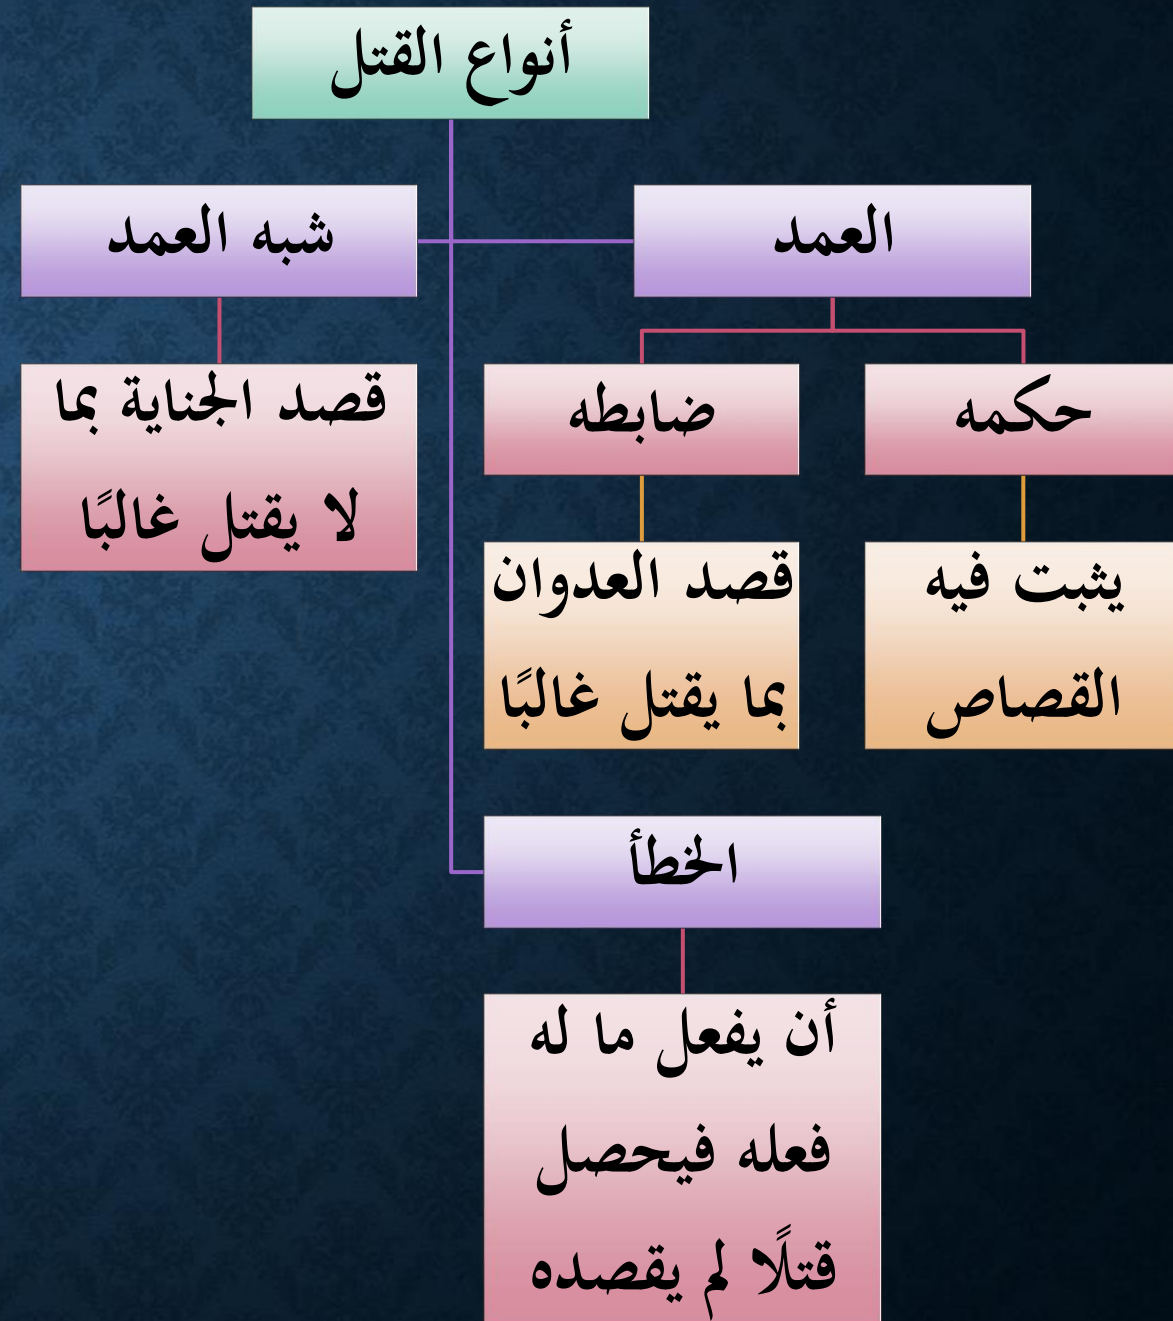 أنواع القتل
العمد
شبه العمد
حكمه
ضابطه
قصد الجناية بما
لا يقتل غالبًا
يثبت فيه
القصاص
قصد العدوان
بما يقتل غالبًا
الخطأ
أن يفعل ما له
فعله فيحصل
قتلًا لم يقصده